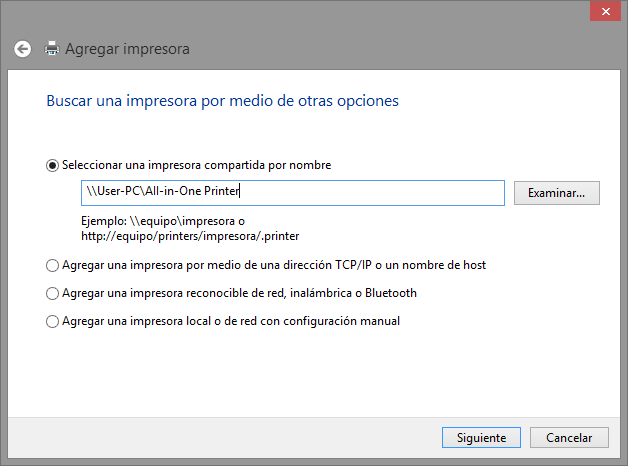 Agregar impresora
Buscar una impresora por medio de otras opciones
Seleccionar una impresora compartida por nombre
\\User-PC\All-in-One Printer
Examinar...
Ejemplo: \\equipo\impresora o
http://equipo/printers/impresora/.printer
Agregar una impresora por medio de una dirección TCP/IP o un nombre de host
Agregar una impresora reconocible de red, inalámbrica o Bluetooth
Agregar una impresora local o de red con configuración manual
Siguiente
Cancelar